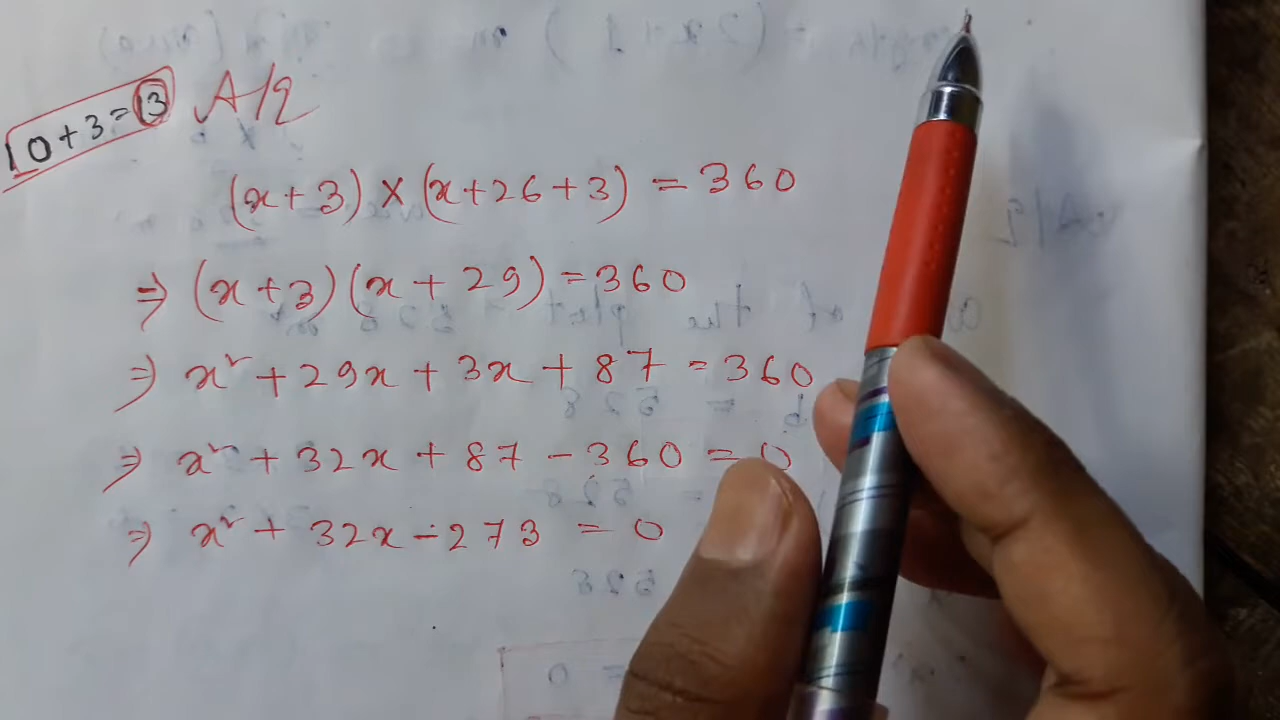 10+3=13
A/q
(x+3)×(x+26+3) = 360
⇒ (x+3)(x+29) = 360
⇒ x² + 29x + 3x + 87 = 360
⇒ x² + 32x + 87 - 360 = 0
⇒ x² + 32x - 273 = 0